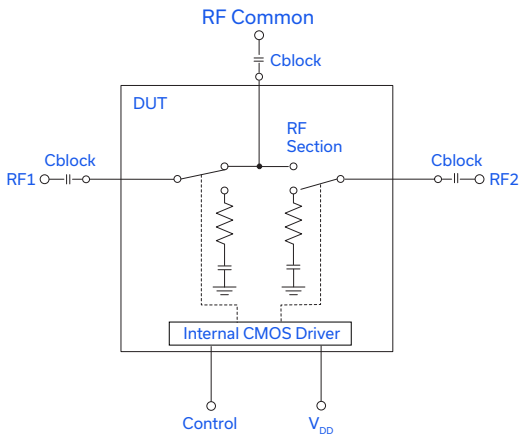 RF Common
Cblock
DUT
RF
Section
Cblock
Cblock
RF1
RF2
Internal CMOS Driver
Control
VDD